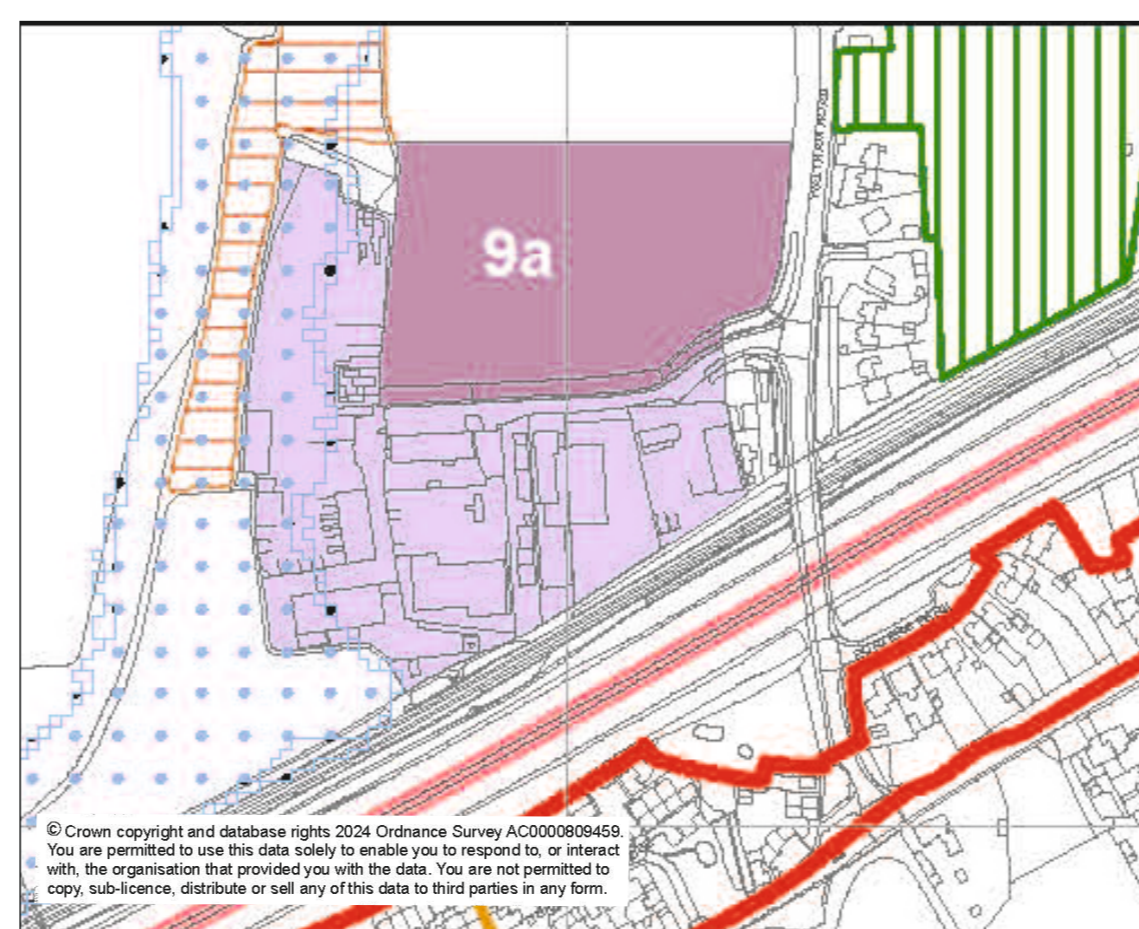 9a
© Crown copyright and database rights 2024 Ordnance Survey AC0000809459.
You are permitted to use this data solely to enable you to respond to, or interact
with, the organisation that provided you with the data. You are not permitted to
copy, sub-licence, distribute or sell any of this data to third parties in any form.